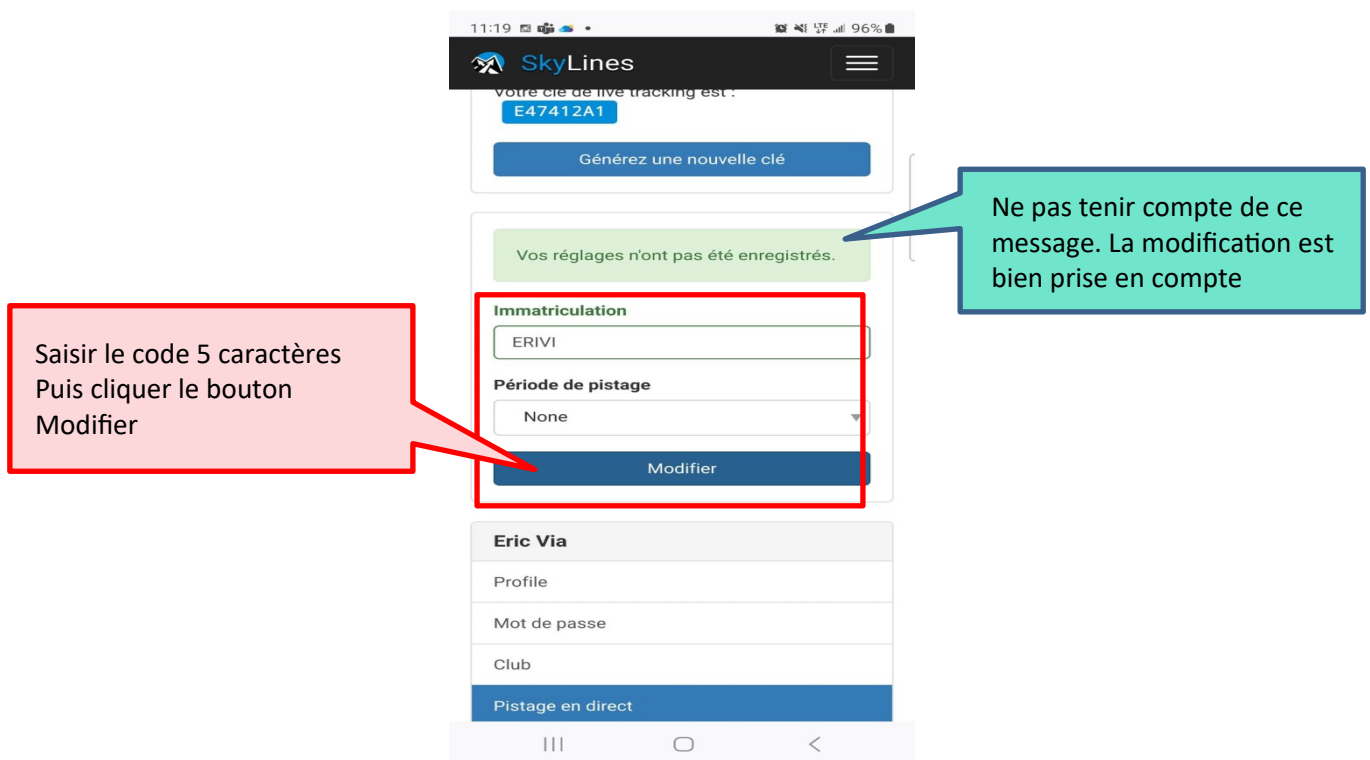 11:19
LTE 96%
SkyLines
Votre clé de live tracking est :
E47412A1
Générez une nouvelle clé
Ne pas tenir compte de ce
message. La modification est
bien prise en compte
Vos réglages n'ont pas été enregistrés.
Saisir le code 5 caractères
Puis cliquer le bouton
Modifier
Immatriculation
ERIVI
Période de pistage
None
Modifier
Eric Via
Profile
Mot de passe
Club
Pistage en direct